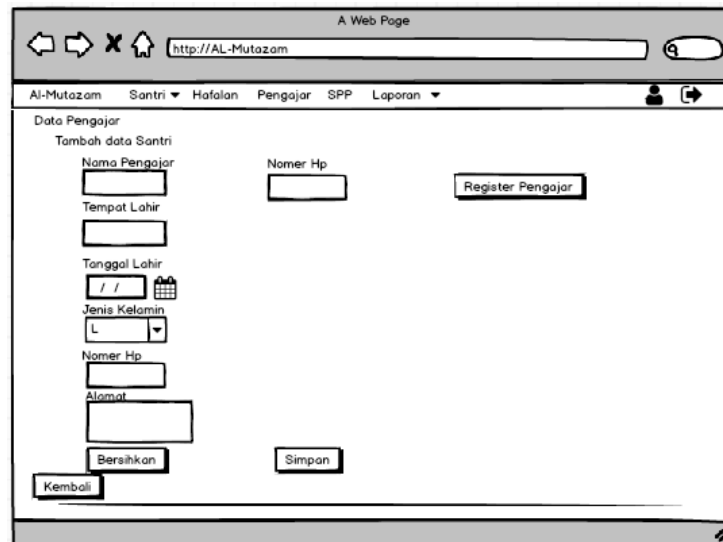 A Web Page
http://AL-Mutazam
Al-Mutazam Santri Hafalan Pengajar SPP Laporan
Data Pengajar
Tambah data Santri
Nama Pengajar Nomer Hp
Register Pengajar
Tempat Lahir
Tanggal Lahir
/ /
Jenis Kelamin
L
Nomer Hp
Alamat
Bersihkan Simpan
Kembali